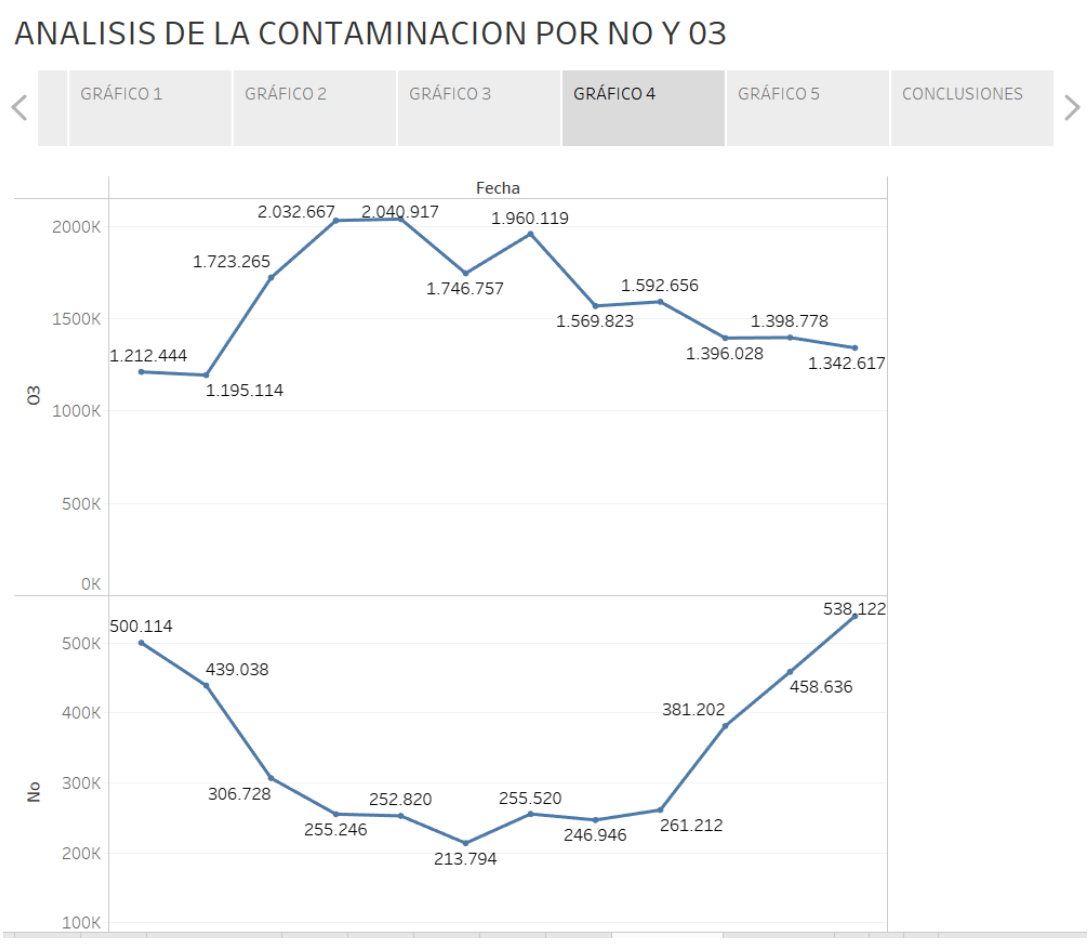 ANALISIS DE LA CONTAMINACION POR NO Y 03
GRÁFICO 1
GRÁFICO 2
GRÁFICO 3
GRÁFICO 4
GRÁFICO 5
CONCLUSIONES
Fecha
O3
2000K
1500K
1000K
500K
0K
1.212.444
1.195.114
1.723.265
2.032.667
2.040.917
1.746.757
1.960.119
1.569.823
1.592.656
1.396.028
1.398.778
1.342.617
No
500K
400K
300K
200K
100K
500.114
439.038
306.728
255.246
252.820
213.794
255.520
246.946
261.212
381.202
458.636
538.122